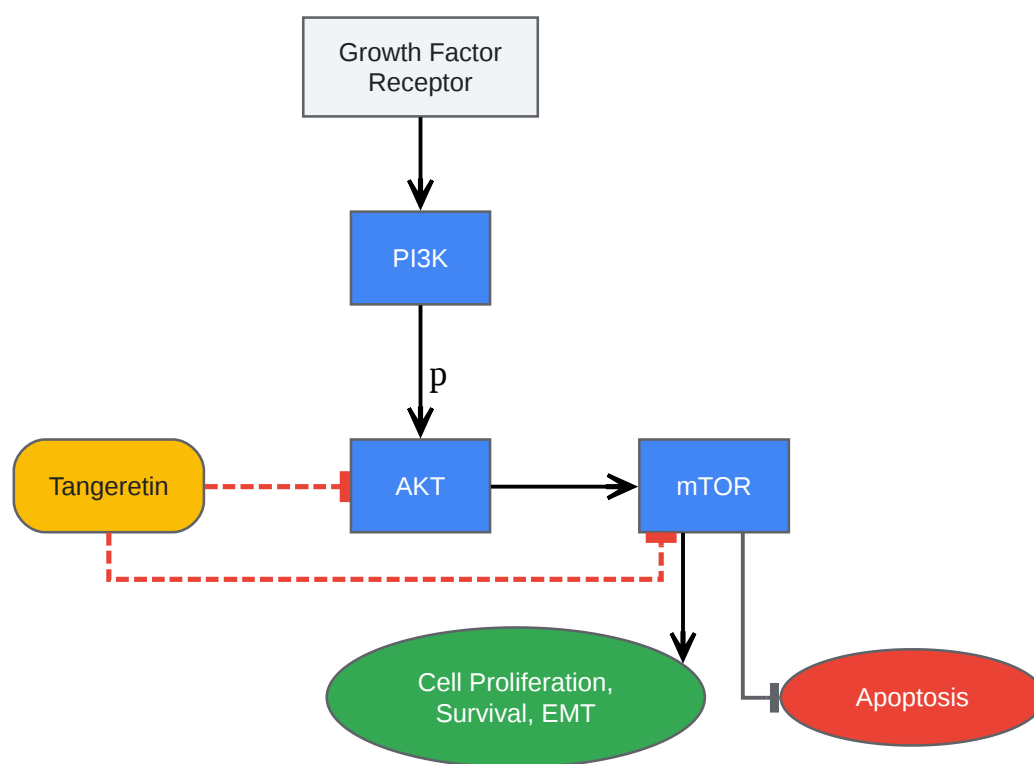 Growth Factor
Receptor
PI3K
p
Tangeretin
AKT
mTOR
Cell Proliferation,
Survival, EMT
Apoptosis